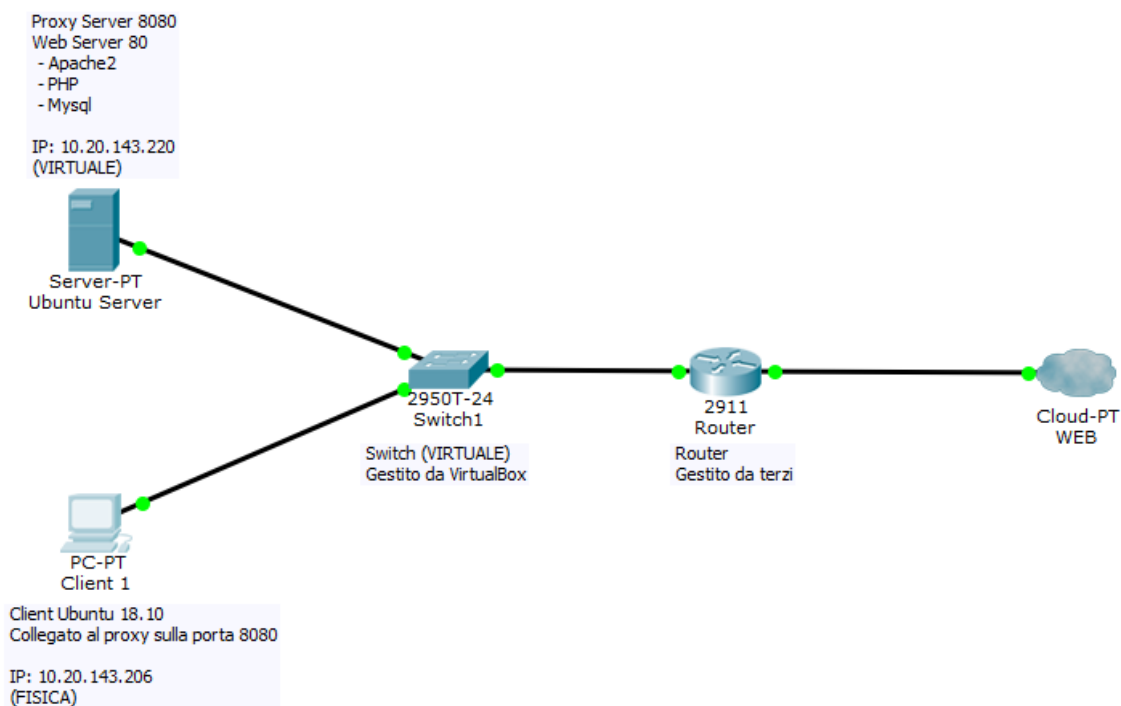 Proxy Server 8080
Web Server 80
- Apache2
- PHP
- Mysql
IP: 10.20.143.220
(VIRTUALE)
Server-PT
Ubuntu Server
2950T-24
Switch1
Switch (VIRTUALE)
Gestito da VirtualBox
2911
Router
Router
Gestito da terzi
Cloud-PT
WEB
PC-PT
Client 1
Client Ubuntu 18.10
Collegato al proxy sulla porta 8080
IP: 10.20.143.206
(FISICA)